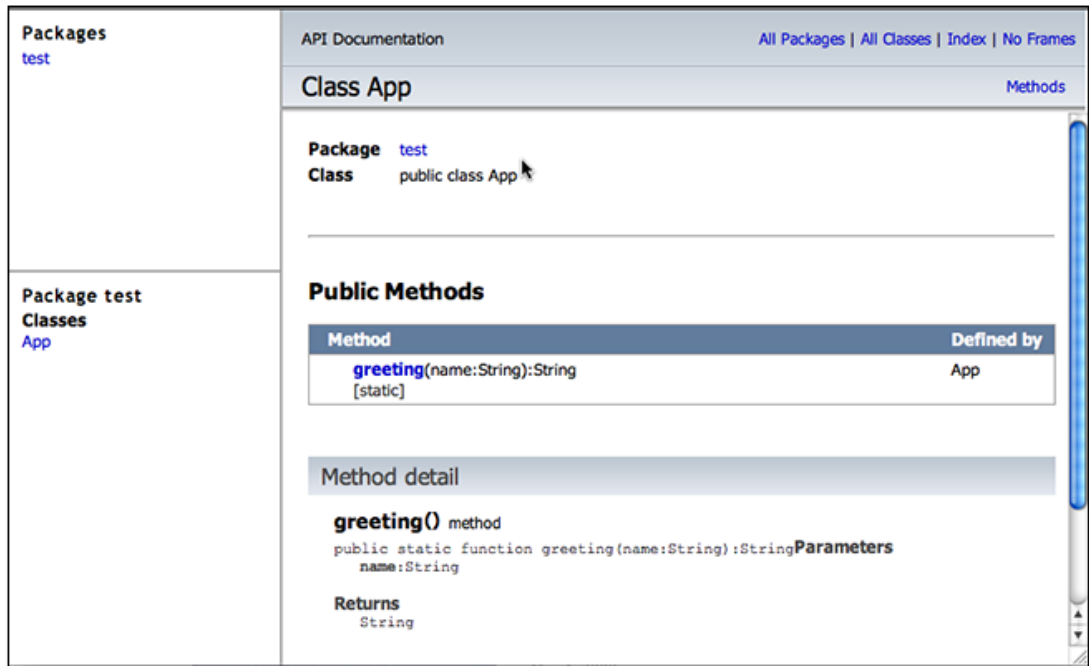 Packages
test
Package test
Classes
App
API Documentation
All Packages | All Classes | Index | No Frames
Class App
Methods
Package test
Class public class App
Public Methods
Method Defined by
greeting(name:String):String App
[static]
Method detail
greeting() method
public static function greeting(name:String):StringParameters
name:String
Returns
String